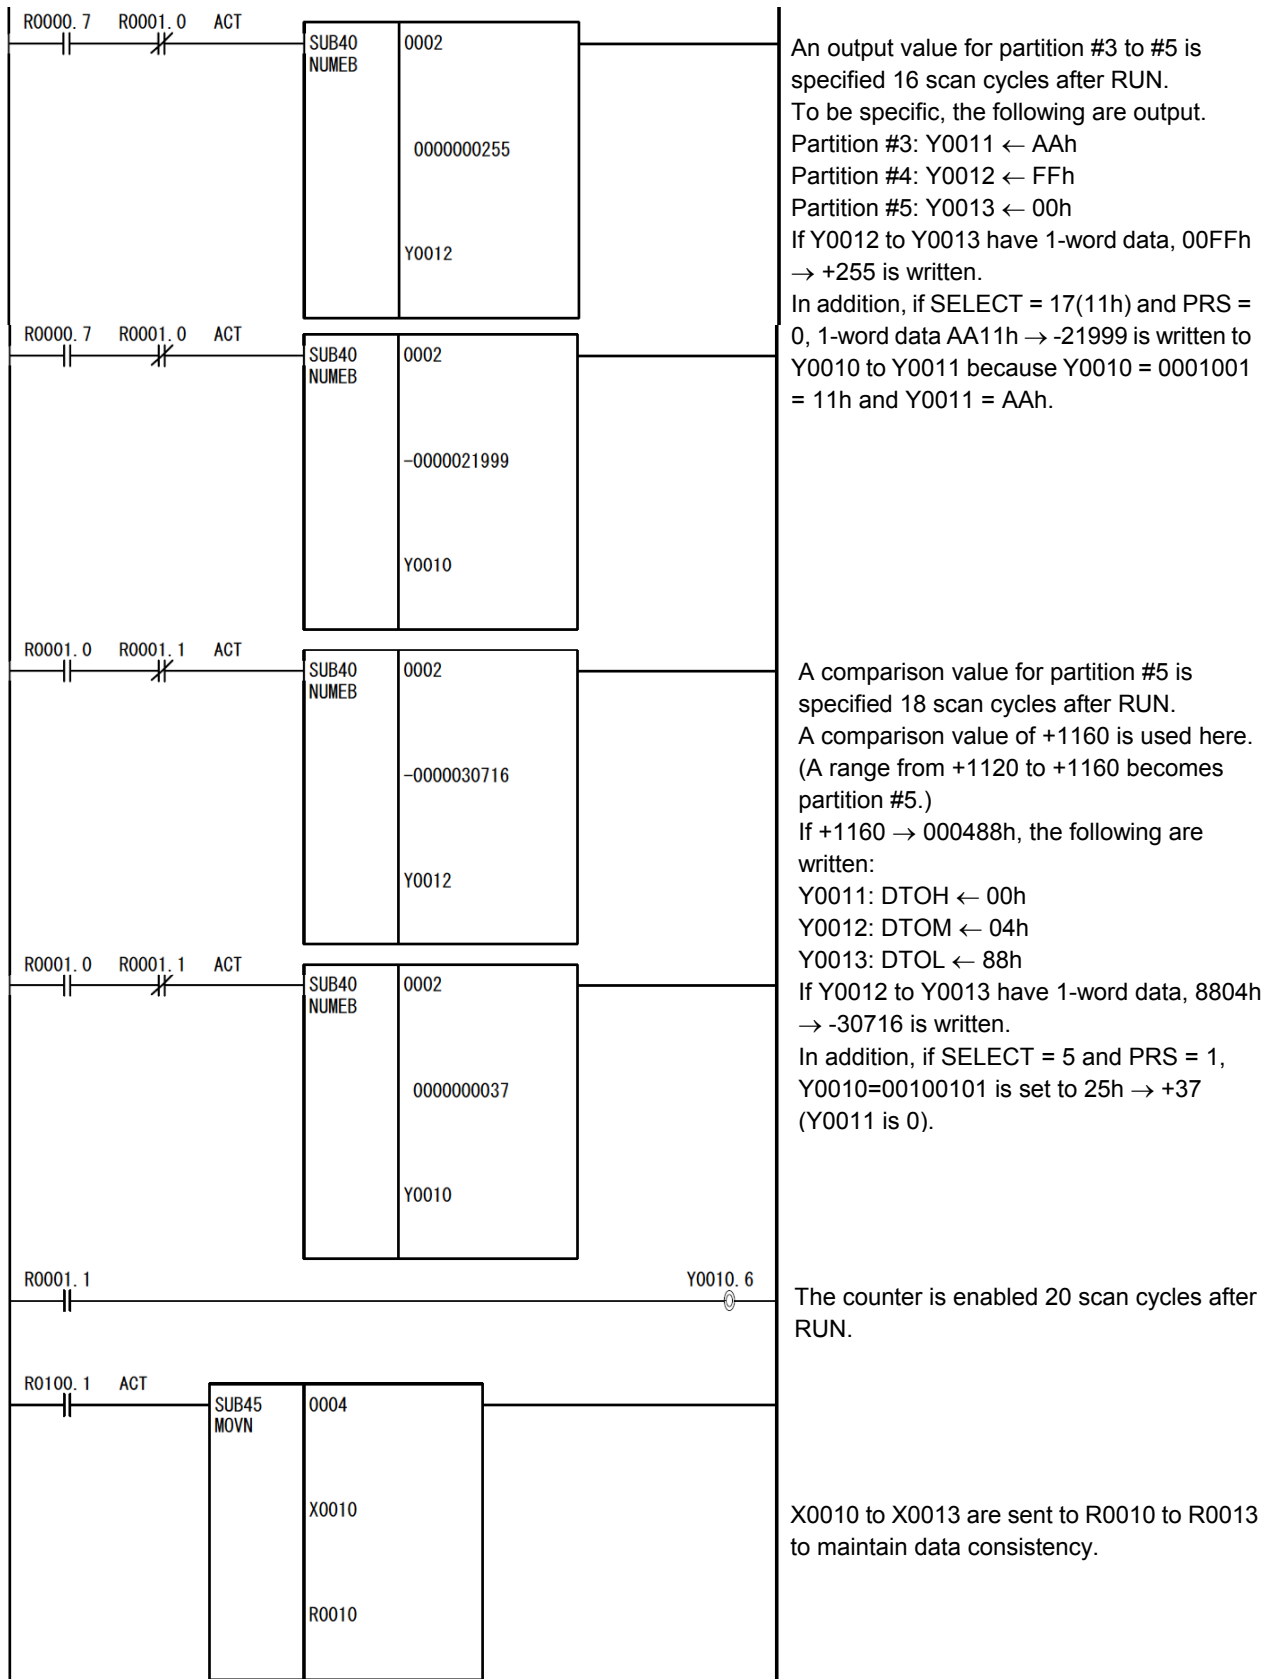 R0000. 7 R0001. 0 ACT
SUB40 0002
NUMEB
0000000255
Y0012
An output value for partition #3 to #5 is
specified 16 scan cycles after RUN.
To be specific, the following are output.
Partition #3: Y0011 ← AAh
Partition #4: Y0012 ← FFh
Partition #5: Y0013 ← 00h
If Y0012 to Y0013 have 1-word data, 00FFh
→ +255 is written.
In addition, if SELECT = 17(11h) and PRS =
0, 1-word data AA11h → -21999 is written to
Y0010 to Y0011 because Y0010 = 0001001
= 11h and Y0011 = AAh.
R0000. 7 R0001. 0 ACT
SUB40 0002
NUMEB
-0000021999
Y0010
R0001. 0 R0001. 1 ACT
SUB40 0002
NUMEB
-0000030716
Y0012
A comparison value for partition #5 is
specified 18 scan cycles after RUN.
A comparison value of +1160 is used here.
(A range from +1120 to +1160 becomes
partition #5.)
If +1160 → 000488h, the following are
written:
Y0011: DTOH ← 00h
Y0012: DTOM ← 04h
Y0013: DTOL ← 88h
If Y0012 to Y0013 have 1-word data, 8804h
→ -30716 is written.
In addition, if SELECT = 5 and PRS = 1,
Y0010=00100101 is set to 25h → +37
(Y0011 is 0).
R0001. 0 R0001. 1 ACT
SUB40 0002
NUMEB
0000000037
Y0010
R0001. 1 Y0010. 6
The counter is enabled 20 scan cycles after
RUN.
R0100. 1 ACT
SUB45 0004
MOVN
X0010
R0010
X0010 to X0013 are sent to R0010 to R0013
to maintain data consistency.